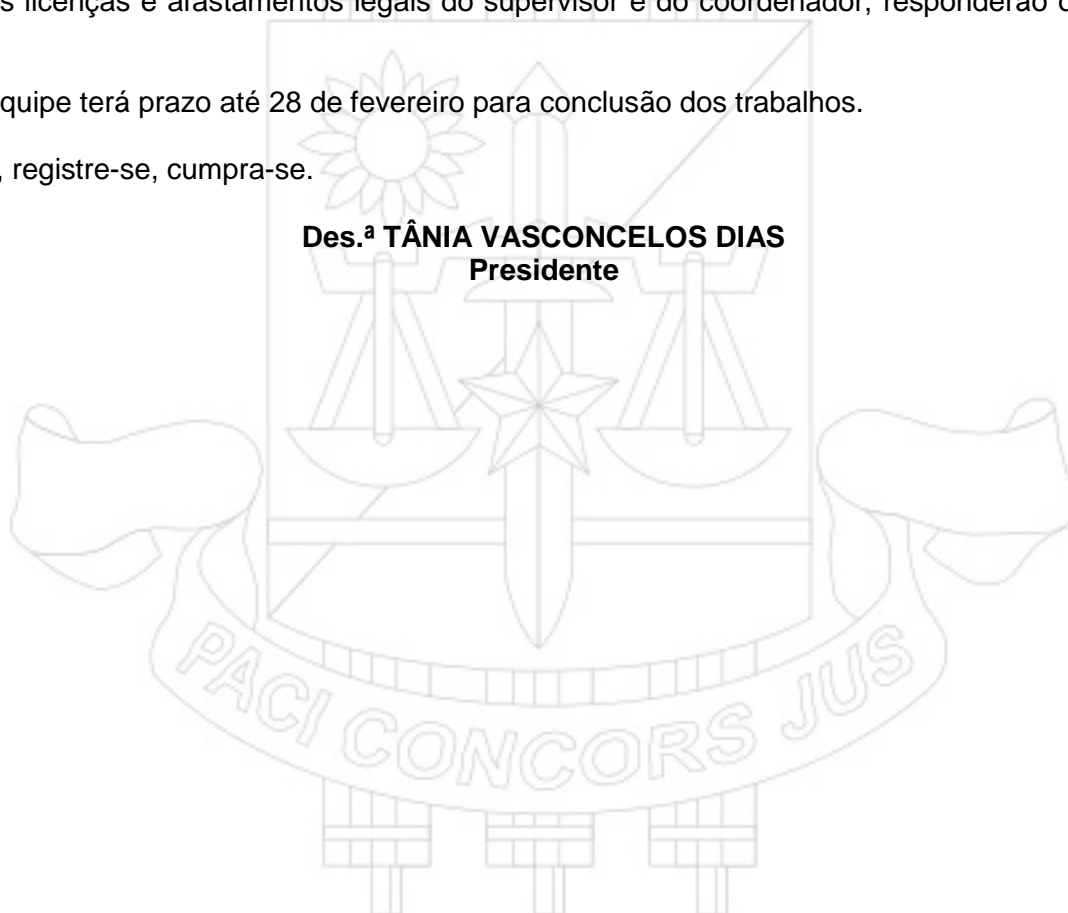 s licenças e afastamentos legais do supervisor e do coordenador, responderão
quipe terá prazo até 28 de fevereiro para conclusão dos trabalhos.
, registre-se, cumpra-se.
Des.ª TÂNIA VASCONCELOS DIAS
Presidente
PACI CONCORS JUS